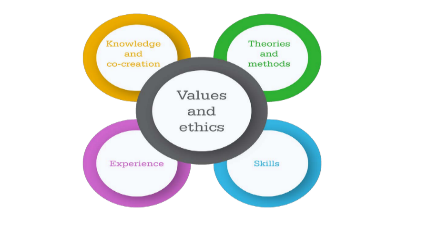 Knowledge
and
co-creation
Theories
and
methods
Values
and
ethics
Experience
Skills